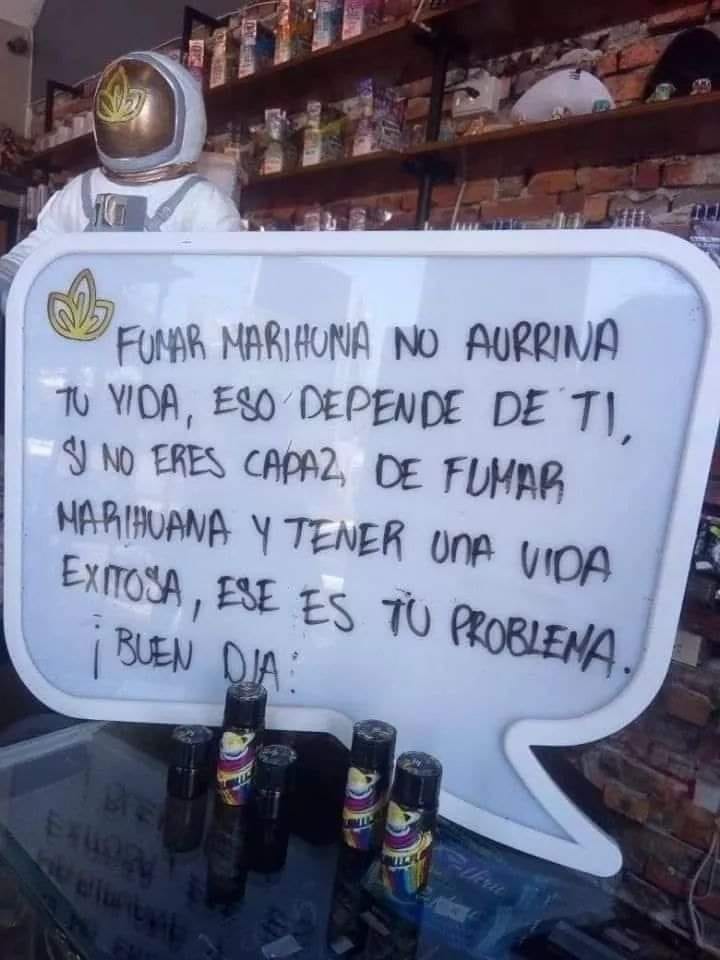 FUMAR MARIHUNA NO AURRINA
TU VIDA, ESO DEPENDE DE TI,
SI NO ERES CAPAZ, DE FUMAR
MARIHUANA Y TENER UNA VIDA
EXITOSA, ESE ES TU PROBLEMA.
¡BUEN DIA!